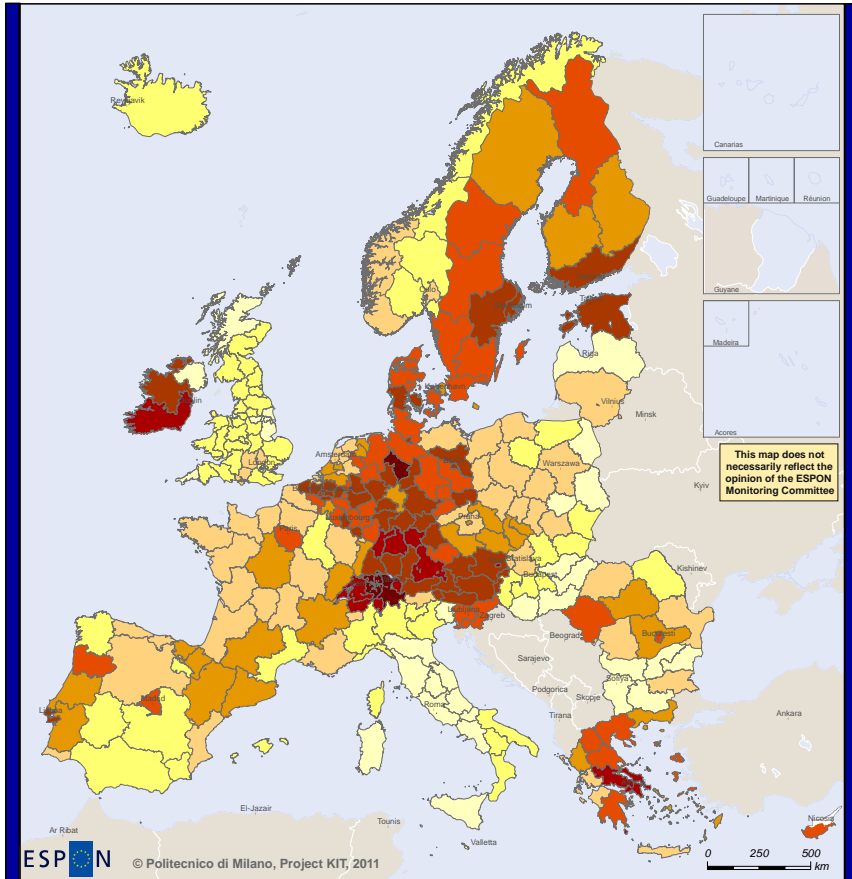 Reykjavik
Canarias
Guadeloupe Martinique Réunion
Guyane
Madeira
Acores
Oslo
Riga
Vilnius
Minsk
København
This map does not
necessarily reflect the
opinion of the ESPON
Monitoring Committee
London
Amsterdam
Warszawa
Kyiv
Praha
Paris
Luxembourg
Bratislava
Budapest
Kishinev
Ljubljana
Zagreb
Beograd
Bucuresti
Sarajevo
Sofiya
Podgorica
Skopje
Tirana
Roma
Madrid
Lisboa
Ankara
El-Jazair
Tounis
Ar Ribat
Valletta
Nicosia
ESPON © Politecnico di Milano, Project KIT, 2011
0 250 500
km